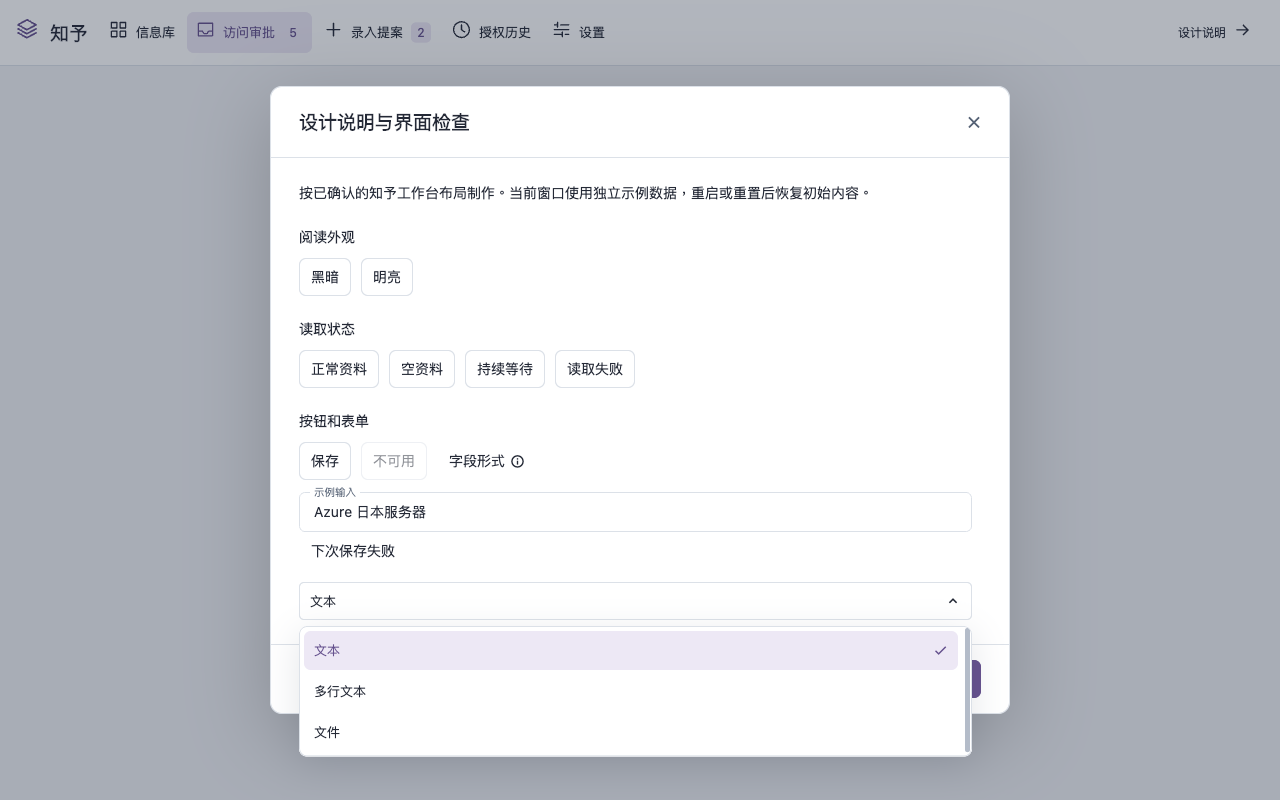 知予 信息库 访问审批 5 录入提案 2 授权历史 设置 设计说明
设计说明与界面检查
按已确认的知予工作台布局制作。当前窗口使用独立示例数据，重启或重置后恢复初始内容。
阅读外观
黑暗 明亮
读取状态
正常资料 空资料 持续等待 读取失败
按钮和表单
保存 不可用 字段形式
示例输入
Azure 日本服务器
下次保存失败
文本
文本
多行文本
文件